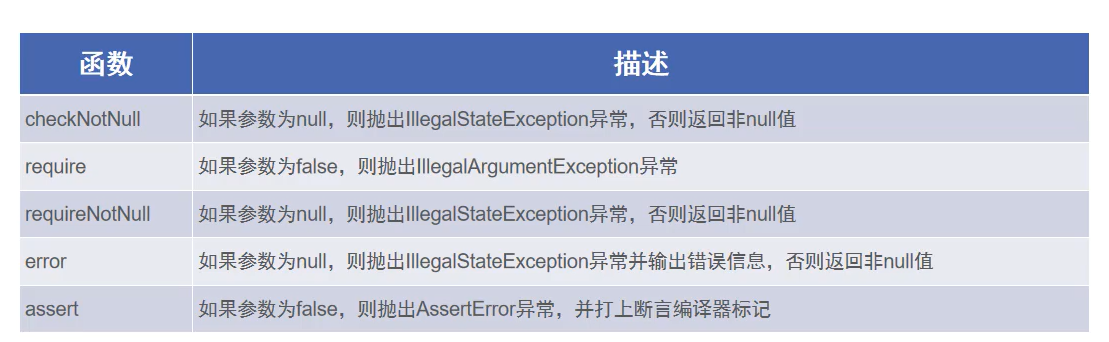 函数 描述
checkNotNull 如果参数为null，则抛出IllegalStateException异常，否则返回非null值
require 如果参数为false，则抛出IllegalArgumentException异常
requireNotNull 如果参数为null，则抛出IllegalStateException异常，否则返回非null值
error 如果参数为null，则抛出IllegalStateException异常并输出错误信息，否则返回非null值
assert 如果参数为false，则抛出AssertError异常，并打上断言编译器标记